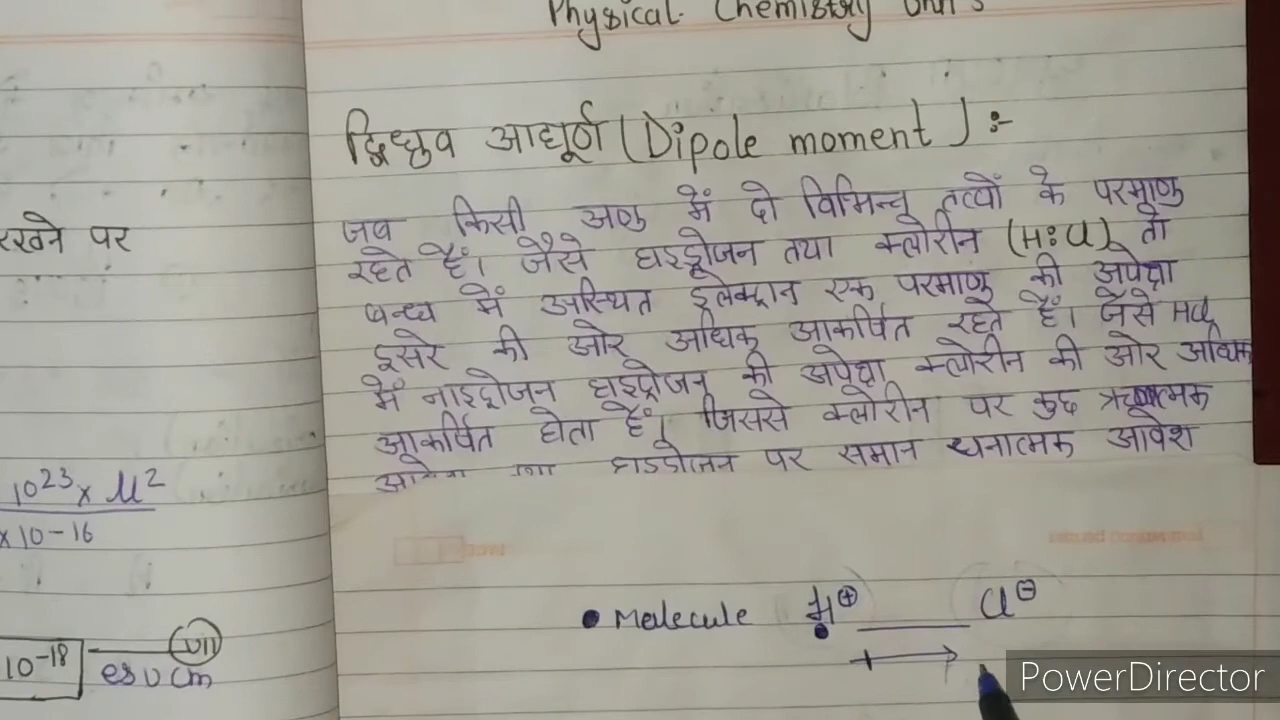 Physical Chemistry Unit
द्विध्रुव आघूर्ण (Dipole moment) :-
जब किसी अणु में दो विभिन्न तत्वों के परमाणु
रहते हैं। जैसे हाइड्रोजन तथा क्लोरीन (H:Cl) तो
बन्ध में अस्थित इलेक्ट्रान एक परमाणु की अपेक्षा
दूसरे की ओर अधिक आकर्षित रहते हैं। जैसे HCl
में नाइट्रोजन हाइड्रोजन की अपेक्षा क्लोरीन की ओर अधिक
आकर्षित होता हैं। जिससे क्लोरीन पर कुछ ऋणात्मक
हाइड्रोजन पर समान धनात्मक आवेश
• Molecule H⊕ Cl⊖
रखने पर
10²³ x μ²
x 10-16
10⁻¹⁸ esu cm VII
PowerDirector